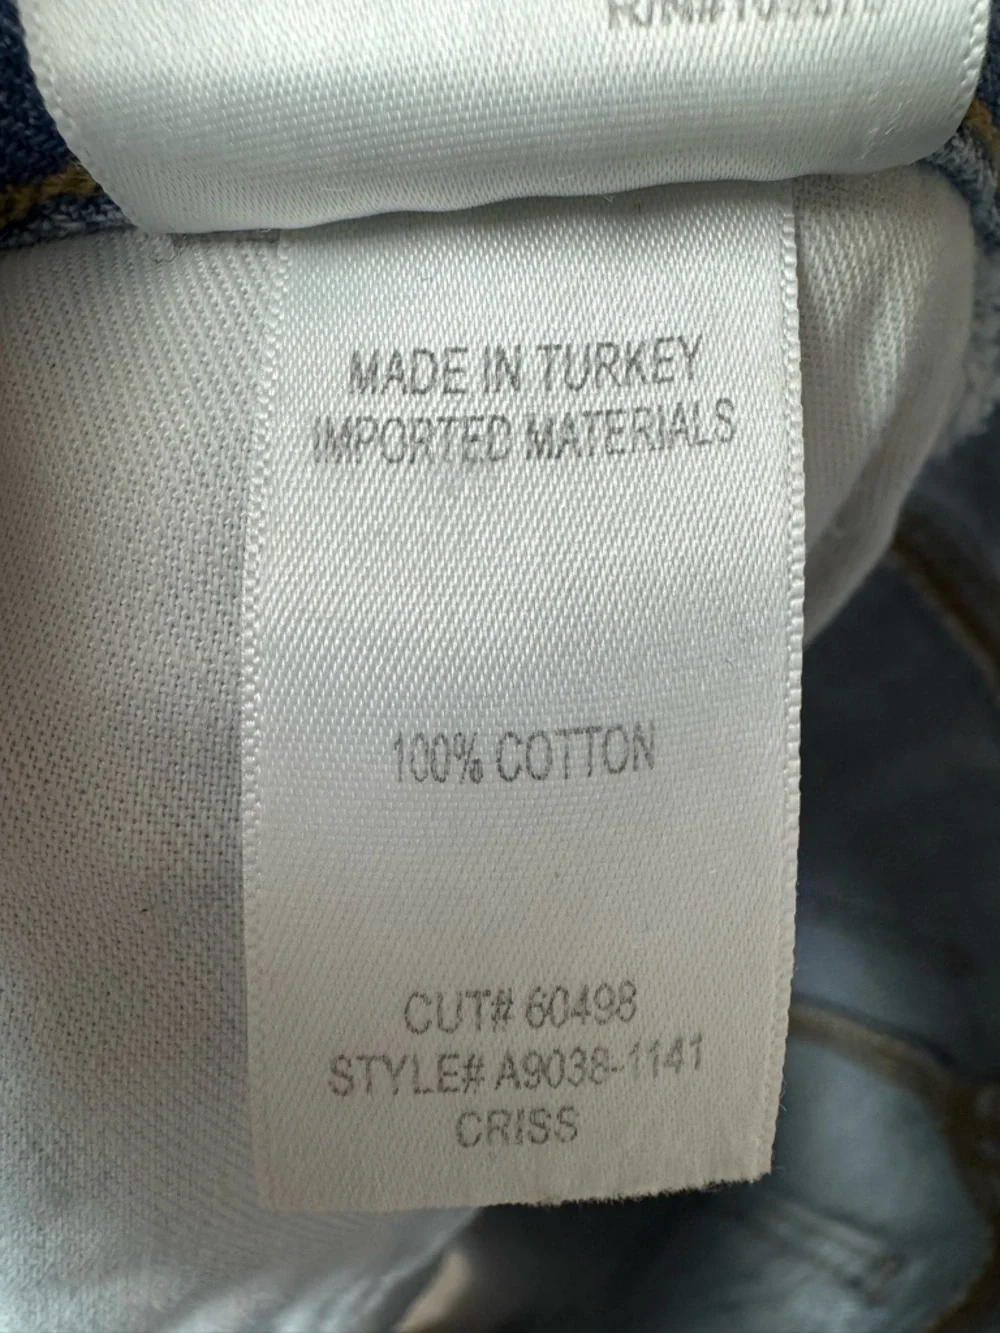 MADE IN TURKEY
IMPORTED MATERIALS
100% COTTON
CUT# 60498
STYLE# A9038-1141
CRISS